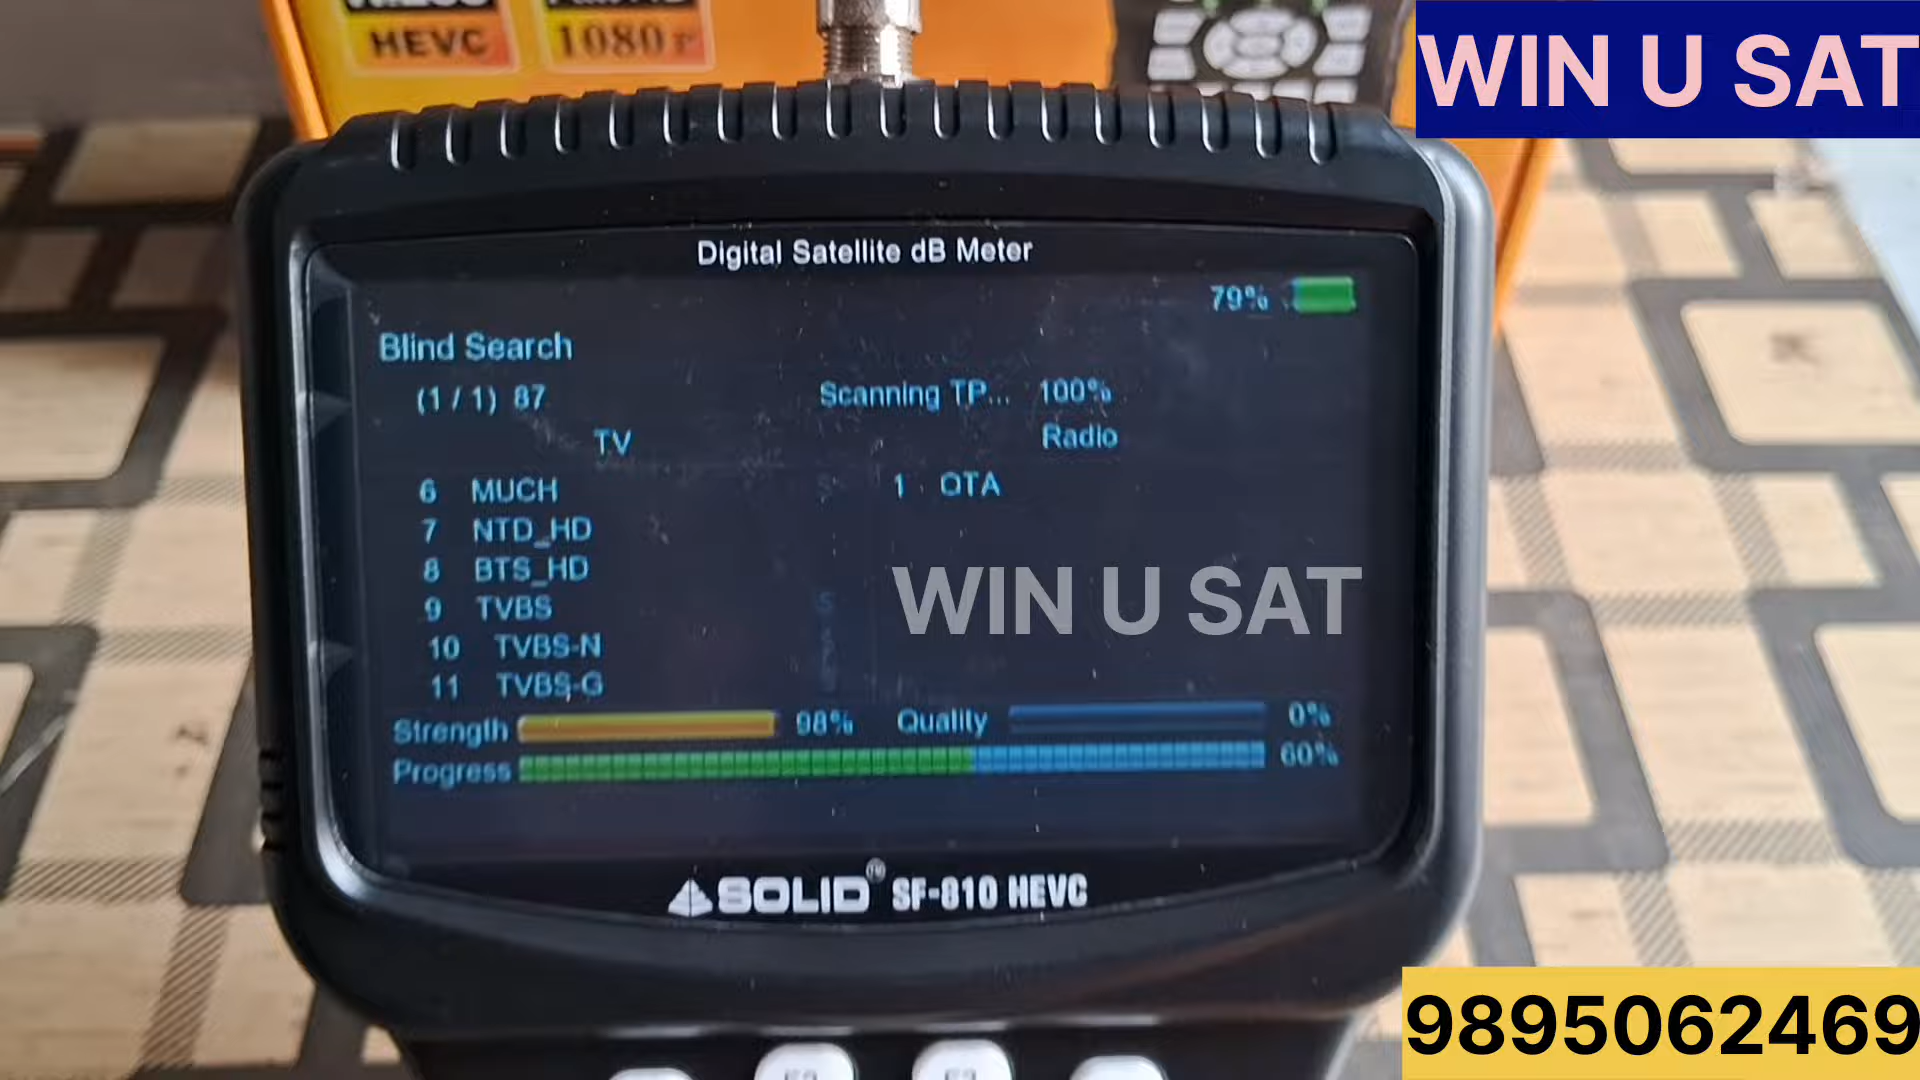 HEVC
1080
WIN U SAT
Digital Satellite dB Meter
79%
Blind Search
(1 / 1) 87
Scanning TP... 100%
TV
Radio
6 MUCH
1 OTA
7 NTD_HD
8 BTS_HD
9 TVBS
WIN U SAT
10 TVBS-N
11 TVBS-G
Strength 98% Quality 0%
Progress 60%
SOLID™ SF-810 HEVC
9895062469